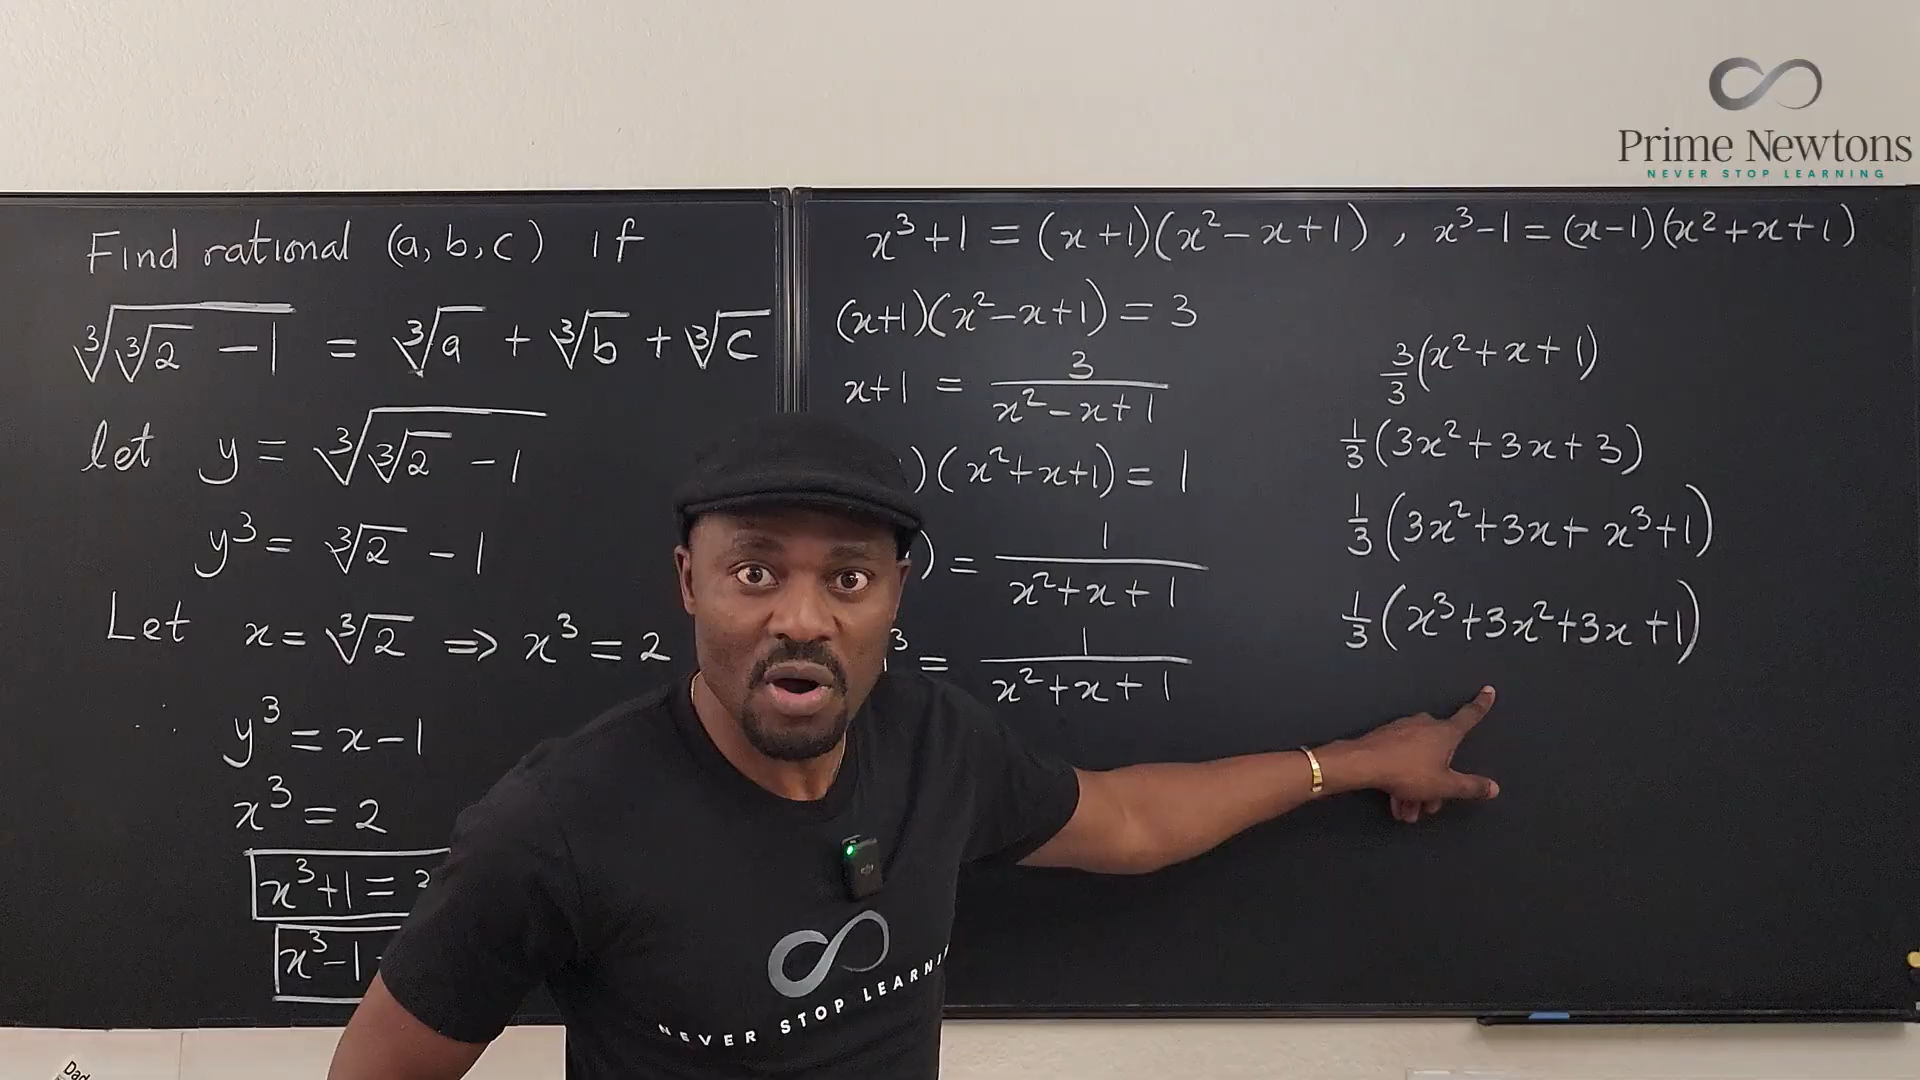 Prime Newtons
NEVER STOP LEARNING
Find rational (a, b, c) if
∛(∛2 − 1) = ∛a + ∛b + ∛c
let y = ∛(∛2 − 1)
y³ = ∛2 − 1
Let x = ∛2 ⇒ x³ = 2
∴ y³ = x − 1
x³ = 2
x³+1 =
x³−1
x³+1 = (x+1)(x²−x+1) , x³−1 = (x−1)(x²+x+1)
(x+1)(x²−x+1) = 3
x+1 = 3/(x²−x+1)
)(x²+x+1) = 1
) = 1/(x²+x+1)
³ = 1/(x²+x+1)
3/3(x²+x+1)
1/3(3x²+3x+3)
1/3(3x²+3x+x³+1)
1/3(x³+3x²+3x+1)
NEVER STOP LEARNIN
Dad